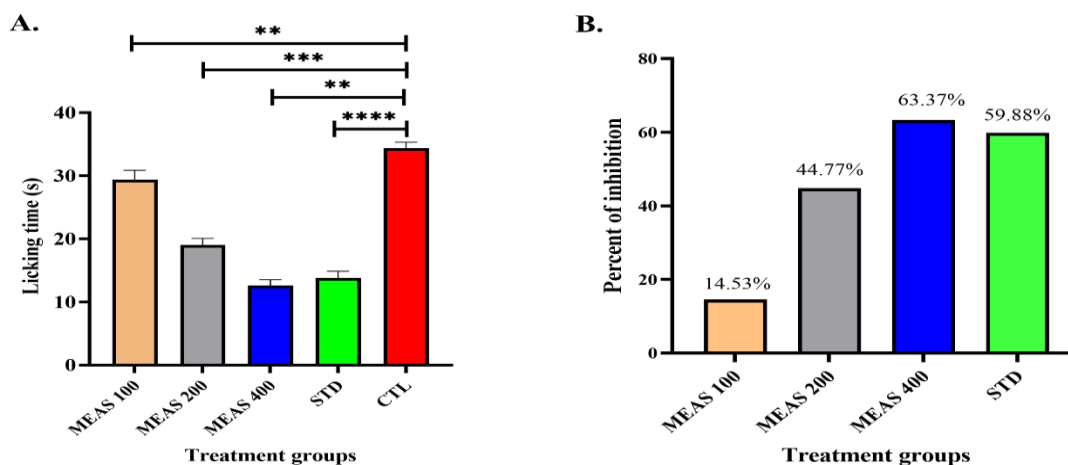 A.
**
***
**
****
Licking time (s)
40
30
20
10
0
MEAS 100
MEAS 200
MEAS 400
STD
CTL
Treatment groups
B.
Percent of inhibition
80
60
40
20
0
14.53%
44.77%
63.37%
59.88%
MEAS 100
MEAS 200
MEAS 400
STD
Treatment groups